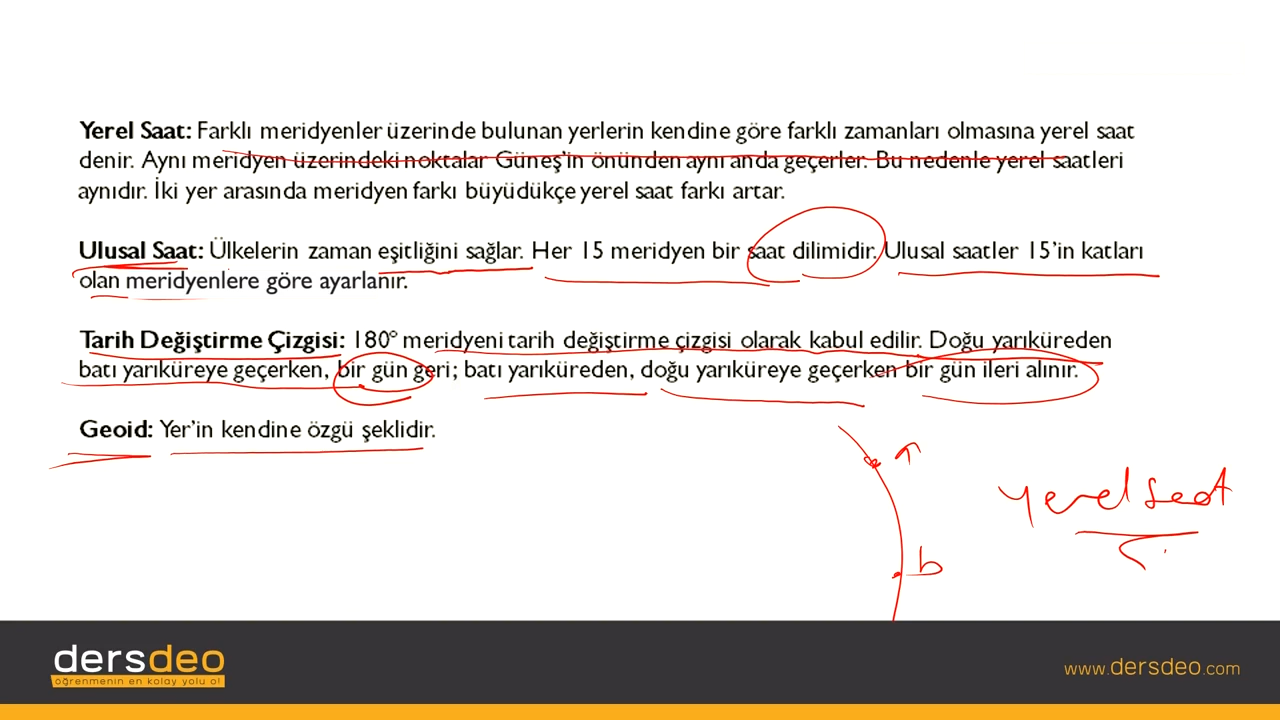 Yerel Saat: Farklı meridyenler üzerinde bulunan yerlerin kendine göre farklı zamanları olmasına yerel saat
denir. Aynı meridyen üzerindeki noktalar Güneş'in önünden aynı anda geçerler. Bu nedenle yerel saatleri
aynıdır. İki yer arasında meridyen farkı büyüdükçe yerel saat farkı artar.
Ulusal Saat: Ülkelerin zaman eşitliğini sağlar. Her 15 meridyen bir saat dilimidir. Ulusal saatler 15'in katları
olan meridyenlere göre ayarlanır.
Tarih Değiştirme Çizgisi: 180° meridyeni tarih değiştirme çizgisi olarak kabul edilir. Doğu yarıküreden
batı yarıküreye geçerken, bir gün geri; batı yarıküreden, doğu yarıküreye geçerken bir gün ileri alınır.
Geoid: Yer'in kendine özgü şeklidir.
yerel saat
b
dersdeo
öğrenmenin en kolay yolu o!
www.dersdeo.com